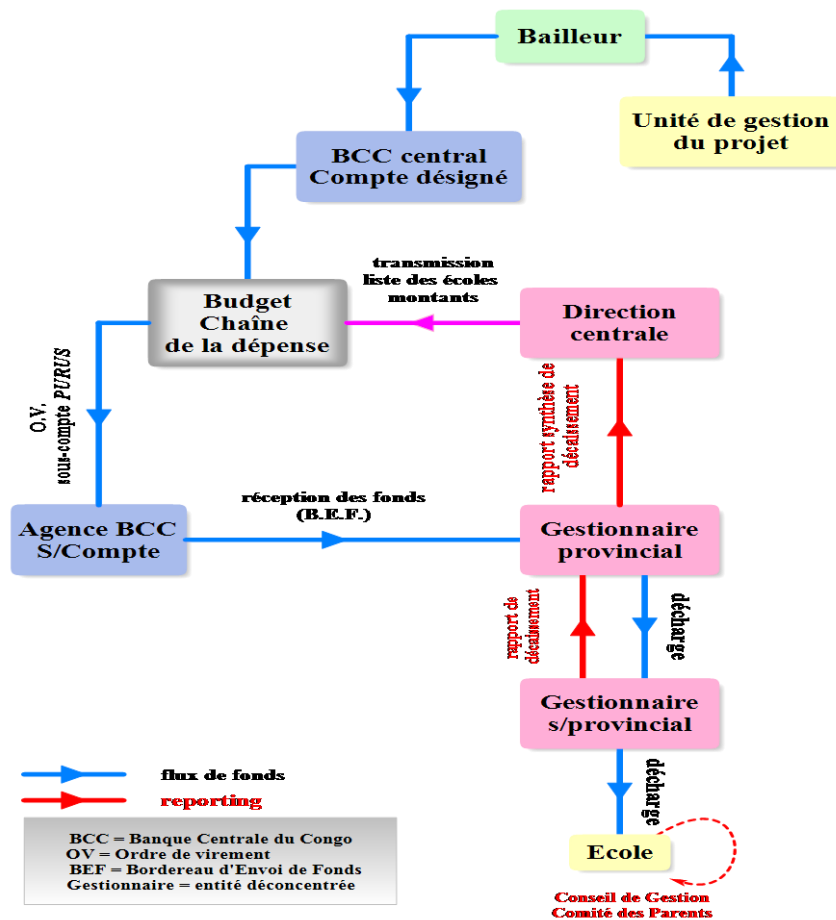 Bailleur
Unité de gestion
du projet
BCC central
Compte désigné
transmission
liste des écoles
montants
Budget
Chaîne
de la dépense
Direction
centrale
O.V.
sous-compte PURUS
rapport synthèse de
décaissement
réception des fonds
(B.E.F.)
Agence BCC
S/Compte
Gestionnaire
provincial
rapport de
décaissement
décharge
Gestionnaire
s/provincial
décharge
flux de fonds
reporting
BCC = Banque Centrale du Congo
OV = Ordre de virement
BEF = Bordereau d'Envoi de Fonds
Gestionnaire = entité déconcentrée
Ecole
Conseil de Gestion
Comité des Parents